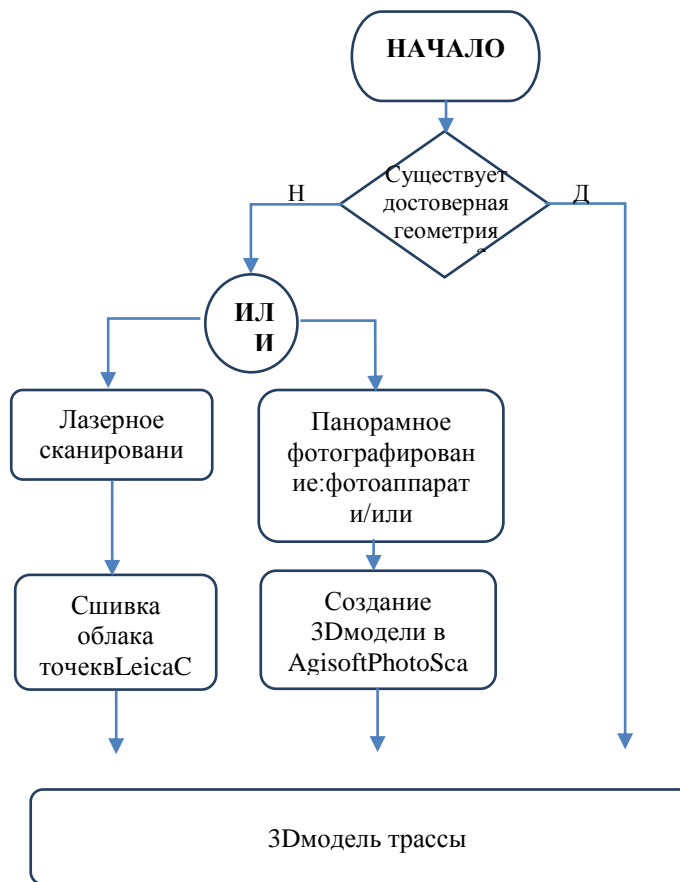 НАЧАЛО
Существует
достоверная
геометрия
Н
Д
ИЛ
И
Лазерное
сканировани
Панорамное
фотографирован
ие:фотоаппарат
и/или
Сшивка
облака
точеквLeicaC
Создание
3Dмодели в
AgisoftPhotoSca
3Dмодель трассы